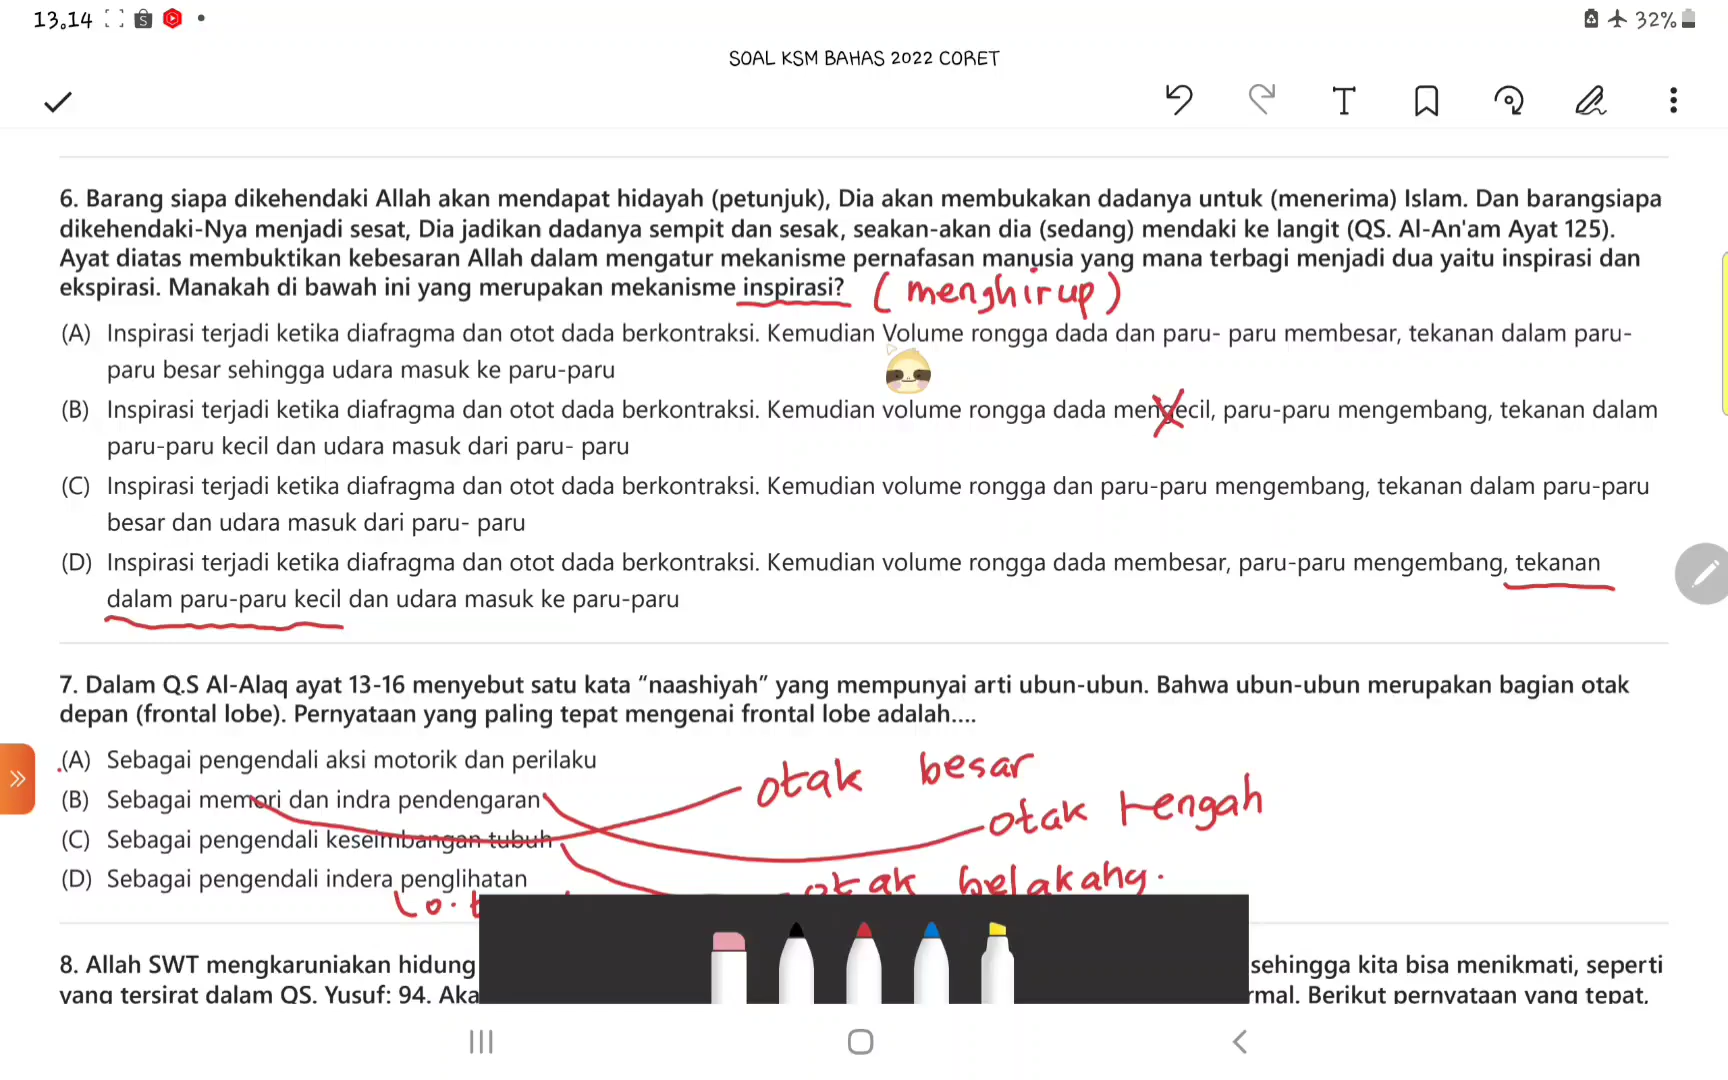 13.14
32%
SOAL KSM BAHAS 2022 CORET
6. Barang siapa dikehendaki Allah akan mendapat hidayah (petunjuk), Dia akan membukakan dadanya untuk (menerima) Islam. Dan barangsiapa
dikehendaki-Nya menjadi sesat, Dia jadikan dadanya sempit dan sesak, seakan-akan dia (sedang) mendaki ke langit (QS. Al-An'am Ayat 125).
Ayat diatas membuktikan kebesaran Allah dalam mengatur mekanisme pernafasan manusia yang mana terbagi menjadi dua yaitu inspirasi dan
ekspirasi. Manakah di bawah ini yang merupakan mekanisme inspirasi? (menghirup)
(A) Inspirasi terjadi ketika diafragma dan otot dada berkontraksi. Kemudian Volume rongga dada dan paru- paru membesar, tekanan dalam paru-
paru besar sehingga udara masuk ke paru-paru
(B) Inspirasi terjadi ketika diafragma dan otot dada berkontraksi. Kemudian volume rongga dada mengecil, paru-paru mengembang, tekanan dalam
paru-paru kecil dan udara masuk dari paru- paru
(C) Inspirasi terjadi ketika diafragma dan otot dada berkontraksi. Kemudian volume rongga dan paru-paru mengembang, tekanan dalam paru-paru
besar dan udara masuk dari paru- paru
(D) Inspirasi terjadi ketika diafragma dan otot dada berkontraksi. Kemudian volume rongga dada membesar, paru-paru mengembang, tekanan
dalam paru-paru kecil dan udara masuk ke paru-paru
7. Dalam Q.S Al-Alaq ayat 13-16 menyebut satu kata “naashiyah” yang mempunyai arti ubun-ubun. Bahwa ubun-ubun merupakan bagian otak
depan (frontal lobe). Pernyataan yang paling tepat mengenai frontal lobe adalah....
(A) Sebagai pengendali aksi motorik dan perilaku
otak besar
(B) Sebagai memori dan indra pendengaran
otak tengah
(C) Sebagai pengendali keseimbangan tubuh
otak belakang.
(D) Sebagai pengendali indera penglihatan
8. Allah SWT mengkaruniakan hidung
sehingga kita bisa menikmati, seperti
yang tersirat dalam QS. Yusuf: 94.
Berikut pernyataan yang tepat,